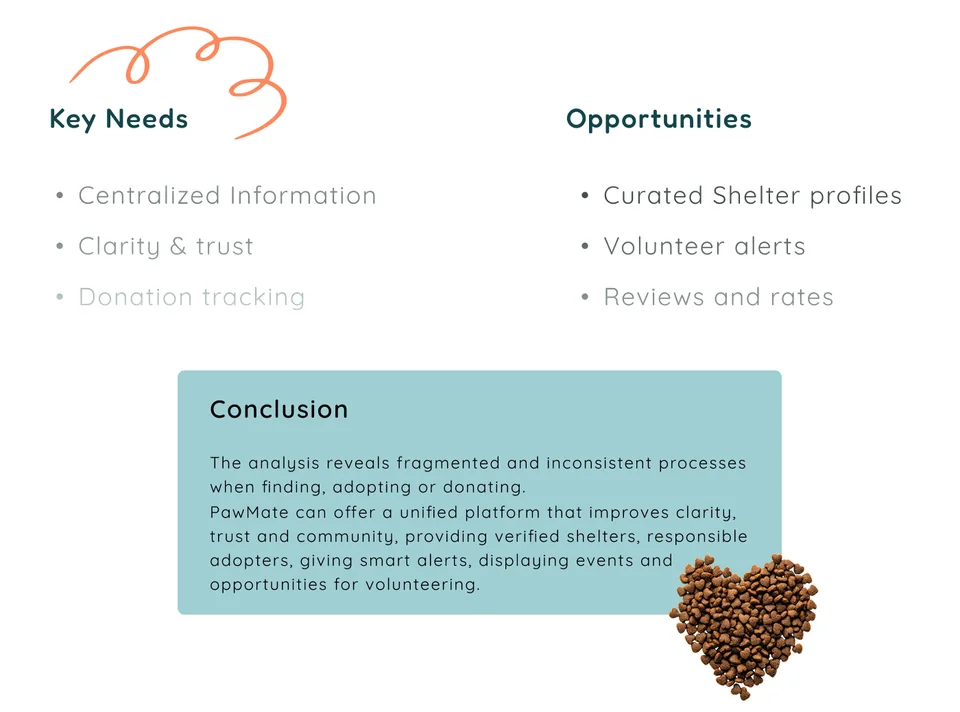 Key Needs
• Centralized Information
• Clarity & trust
• Donation tracking
Opportunities
• Curated Shelter profiles
• Volunteer alerts
• Reviews and rates
Conclusion
The analysis reveals fragmented and inconsistent processes
when finding, adopting or donating.
PawMate can offer a unified platform that improves clarity,
trust and community, providing verified shelters, responsible
adopters, giving smart alerts, displaying events and
opportunities for volunteering.